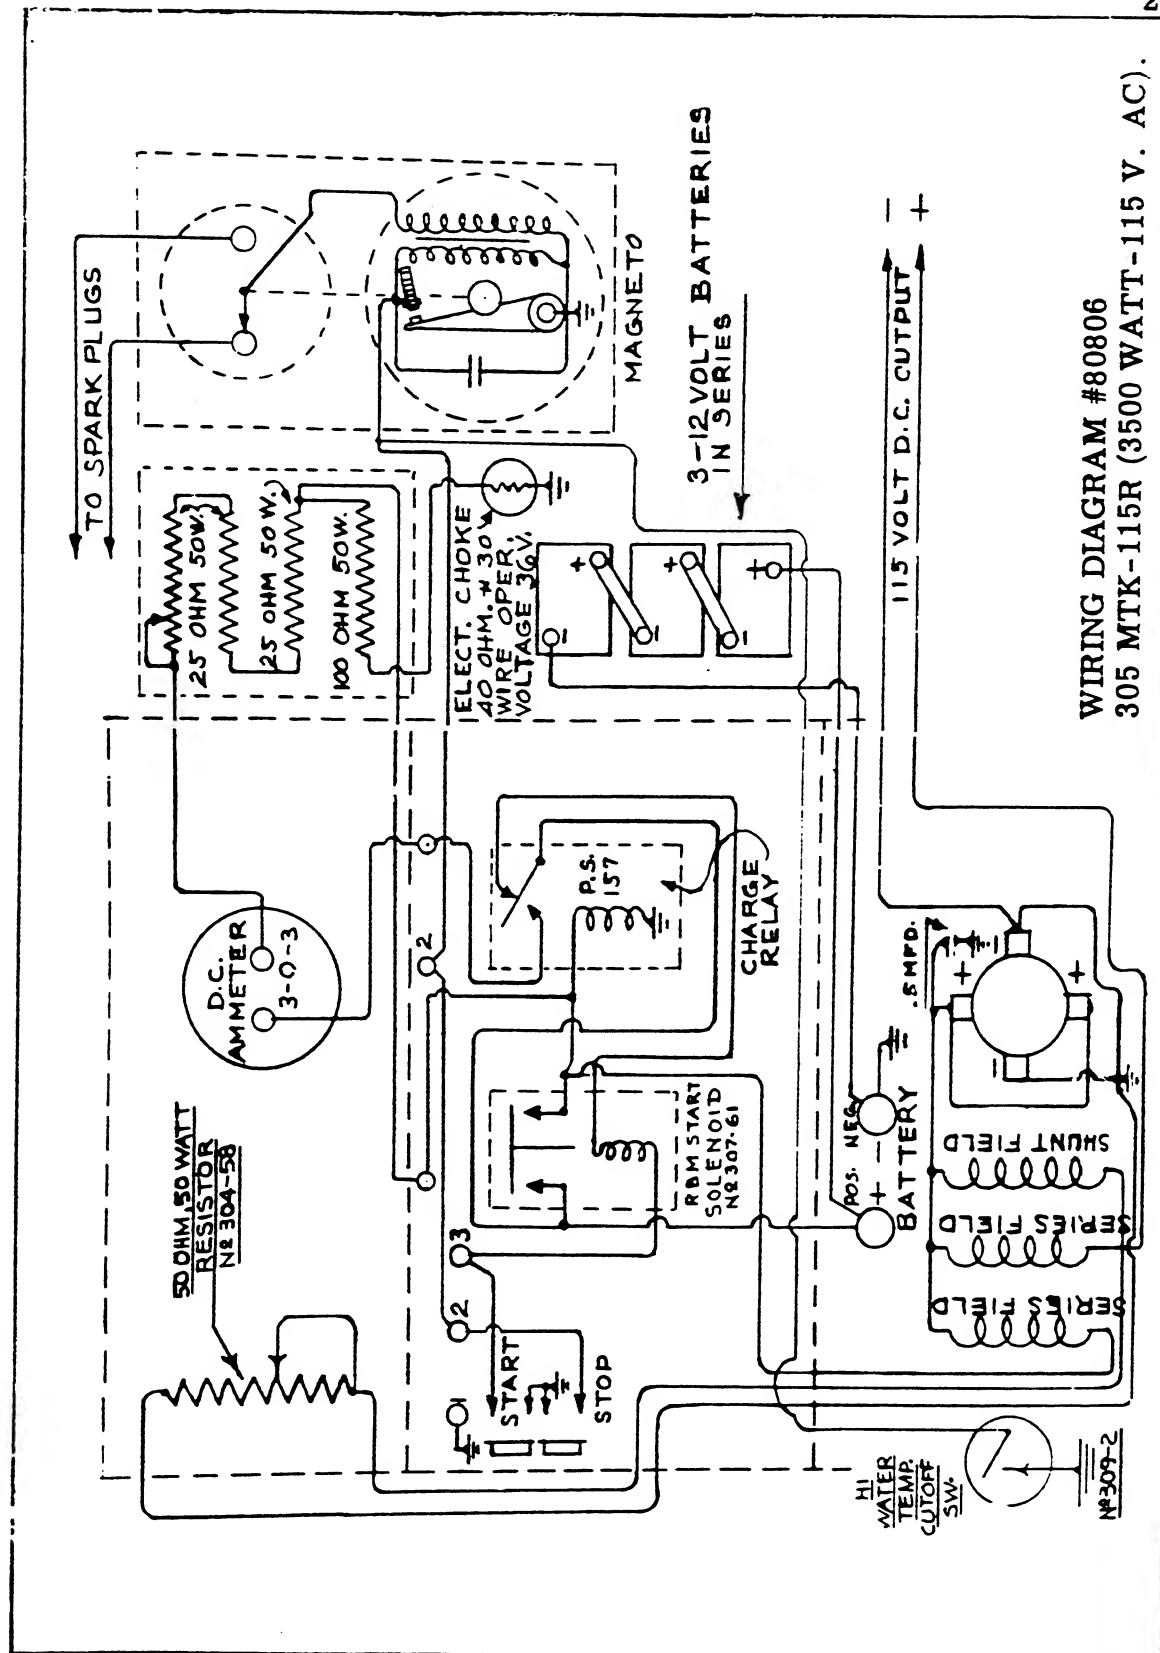 TO SPARK PLUGS
MAGNETO
25 OHM 50W.
25 OHM 50W.
100 OHM 50W.
ELECT. CHOKE
40 OHM. #30
WIRE OPER.
VOLTAGE 36V.
3-12 VOLT BATTERIES
IN SERIES
+
-
+
-
+
-
115 VOLT D.C. OUTPUT
-
+
D.C.
AMMETER
3-0-3
2
P.S.
157
CHARGE
RELAY
50 OHM, 50 WATT
RESISTOR
No 304-58
RBM START
SOLENOID
No 307-61
3
2
1
START
STOP
POS. NEG.
+ -
BATTERY
.5 MFD.
+
-
+
-
SHUNT FIELD
SERIES FIELD
SERIES FIELD
HI
WATER
TEMP.
CUTOFF
SW.
No 309-2
WIRING DIAGRAM #80806
305 MTK-115R (3500 WATT-115 V. AC).